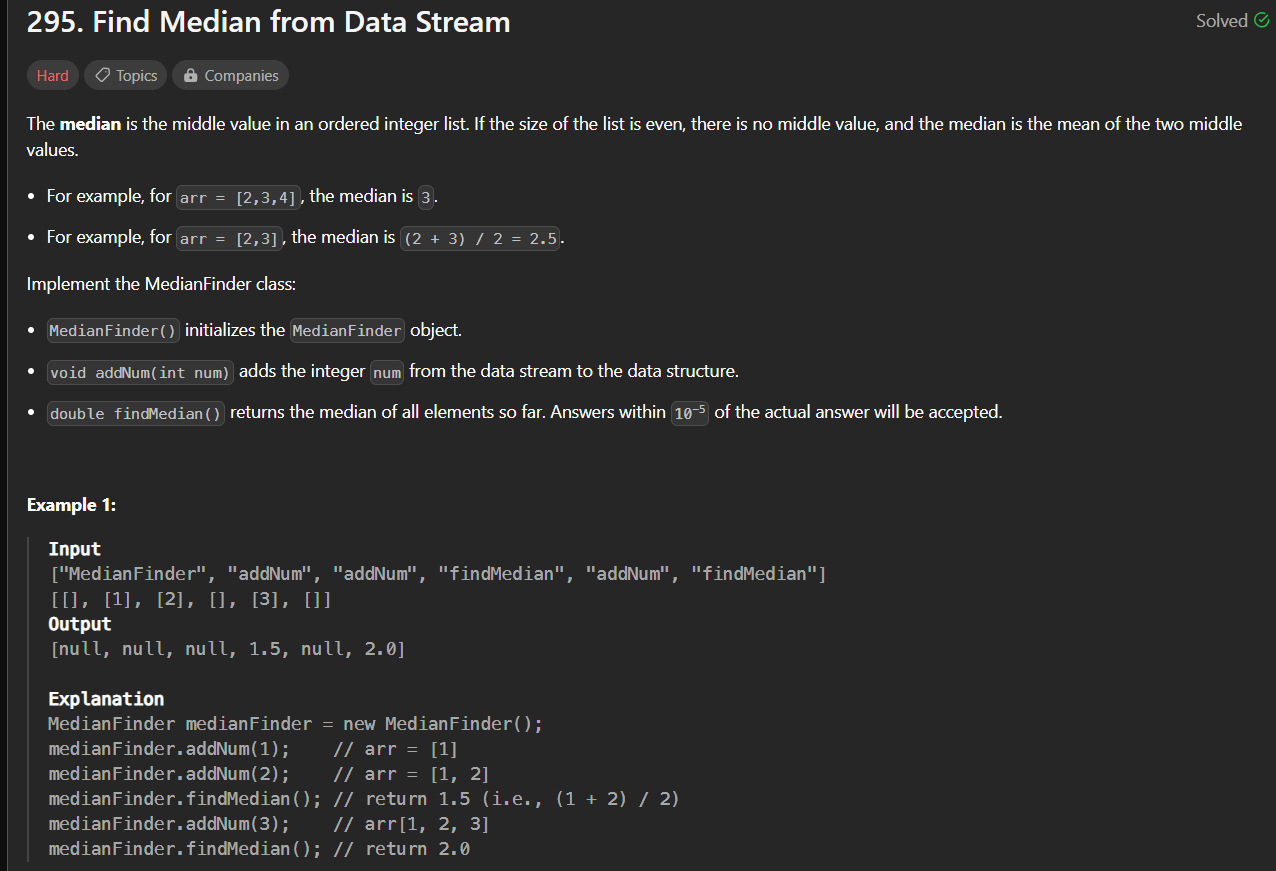 295. Find Median from Data Stream
Solved
Hard Topics Companies
The median is the middle value in an ordered integer list. If the size of the list is even, there is no middle value, and the median is the mean of the two middle
values.
• For example, for arr = [2,3,4], the median is 3.
• For example, for arr = [2,3], the median is (2 + 3) / 2 = 2.5.
Implement the MedianFinder class:
• MedianFinder() initializes the MedianFinder object.
• void addNum(int num) adds the integer num from the data stream to the data structure.
• double findMedian() returns the median of all elements so far. Answers within 10⁻⁵ of the actual answer will be accepted.
Example 1:
Input
["MedianFinder", "addNum", "addNum", "findMedian", "addNum", "findMedian"]
[[], [1], [2], [], [3], []]
Output
[null, null, null, 1.5, null, 2.0]
Explanation
MedianFinder medianFinder = new MedianFinder();
medianFinder.addNum(1);    // arr = [1]
medianFinder.addNum(2);    // arr = [1, 2]
medianFinder.findMedian(); // return 1.5 (i.e., (1 + 2) / 2)
medianFinder.addNum(3);    // arr[1, 2, 3]
medianFinder.findMedian(); // return 2.0